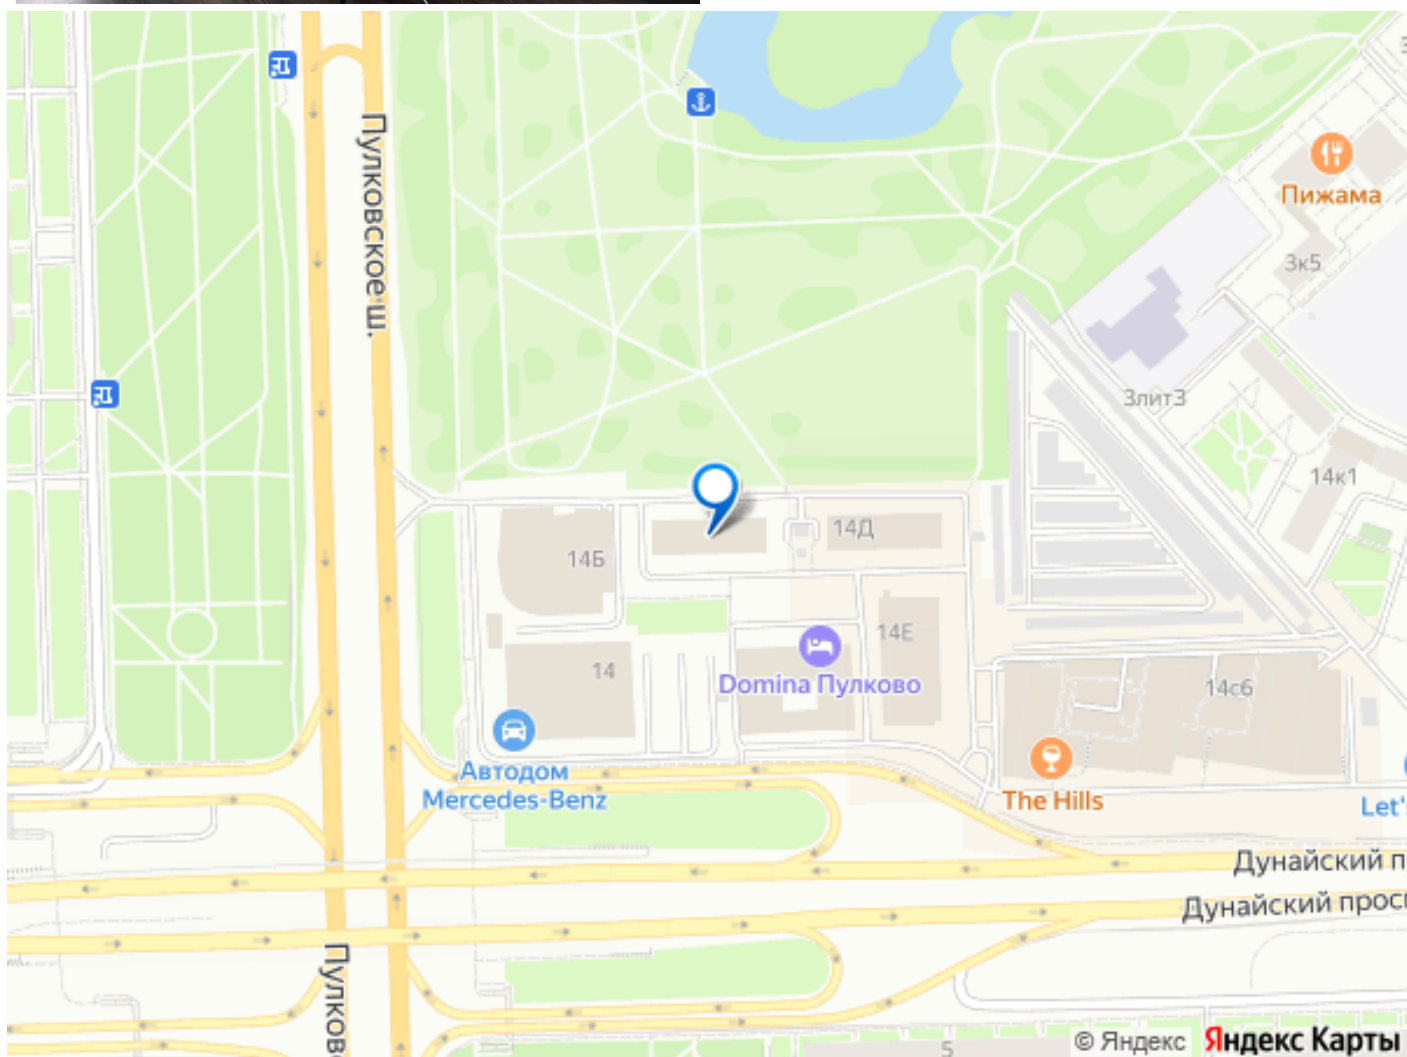 Пулковское ш.
Пижама
3к5
3лит3
14к1
14Д
14Б
14Е
14
Domina Пулково
14с6
Автодом
Mercedes-Benz
The Hills
Let'
Дунайский п
Дунайский прос
Пулков
5
© Яндекс Яндекс Карты